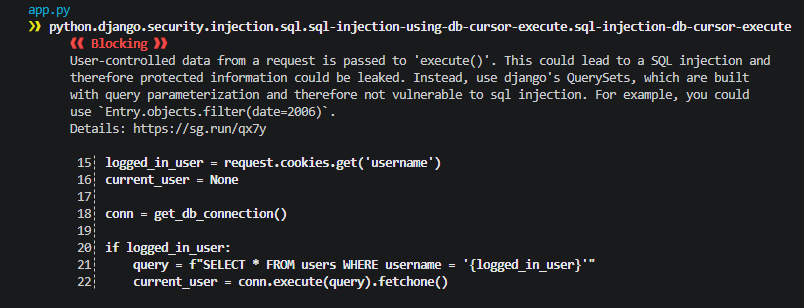 app.py
❯❯ python.django.security.injection.sql.sql-injection-using-db-cursor-execute.sql-injection-db-cursor-execute
❰❰ Blocking ❱❱
User-controlled data from a request is passed to 'execute()'. This could lead to a SQL injection and
therefore protected information could be leaked. Instead, use django's QuerySets, which are built
with query parameterization and therefore not vulnerable to sql injection. For example, you could
use `Entry.objects.filter(date=2006)`.
Details: https://sg.run/qx7y
15┆ logged_in_user = request.cookies.get('username')
16┆ current_user = None
17┆
18┆ conn = get_db_connection()
19┆
20┆ if logged_in_user:
21┆     query = f"SELECT * FROM users WHERE username = '{logged_in_user}'"
22┆     current_user = conn.execute(query).fetchone()